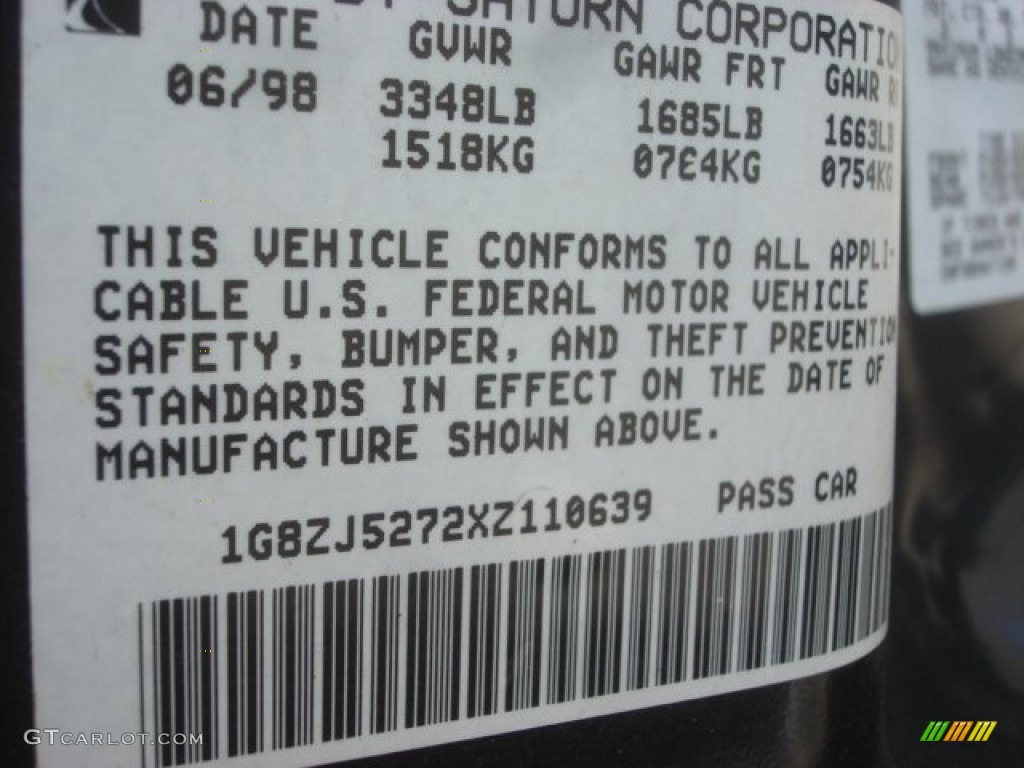 SATURN CORPORATIO
DATE GVWR GAWR FRT GAWR
06/98 3348LB 1685LB 1663LB
1518KG 07E4KG 0754KG
THIS VEHICLE CONFORMS TO ALL APPLI-
CABLE U.S. FEDERAL MOTOR VEHICLE
SAFETY, BUMPER, AND THEFT PREVENTION
STANDARDS IN EFFECT ON THE DATE OF
MANUFACTURE SHOWN ABOVE.
1G8ZJ5272XZ110639 PASS CAR
GTCARLOT.COM